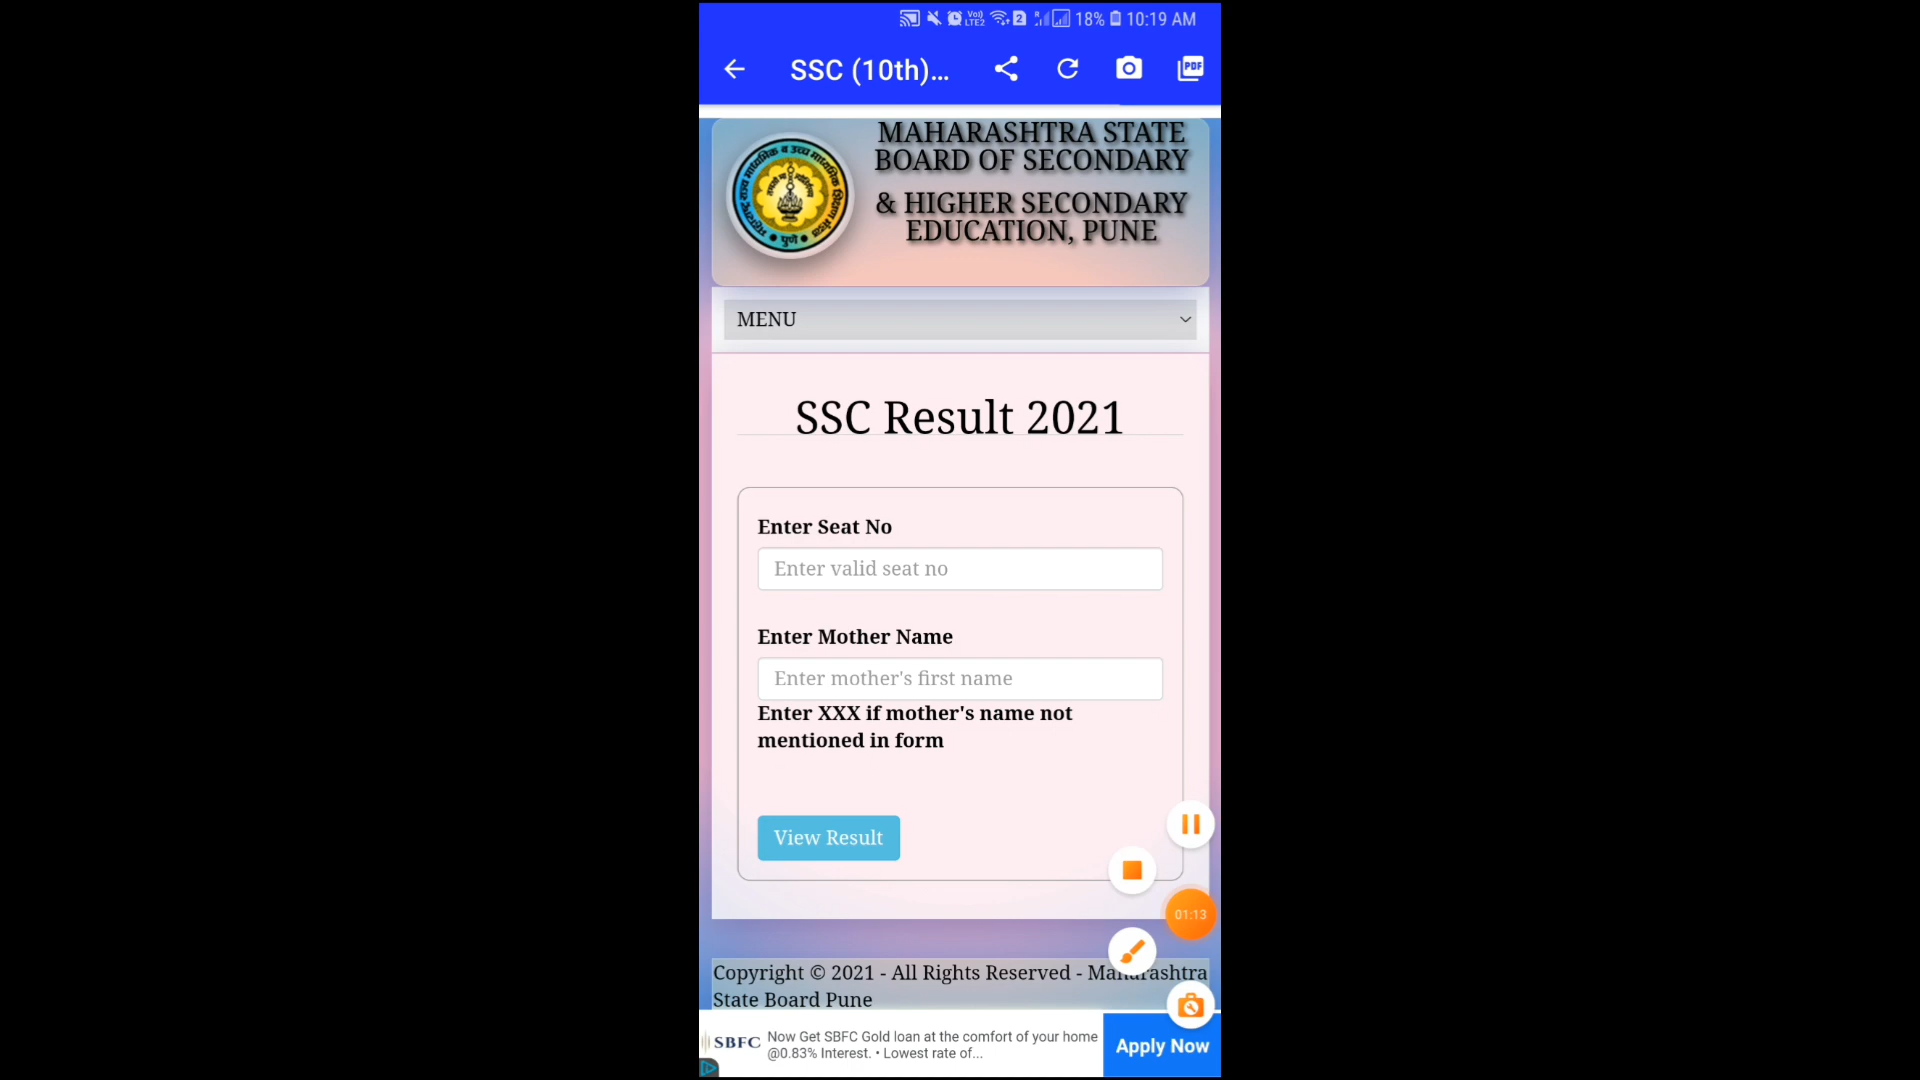 18% 10:19 AM
SSC (10th)...
PDF
MAHARASHTRA STATE
BOARD OF SECONDARY
& HIGHER SECONDARY
EDUCATION, PUNE
पुणे
MENU
SSC Result 2021
Enter Seat No
Enter valid seat no
Enter Mother Name
Enter mother's first name
Enter XXX if mother's name not
mentioned in form
View Result
01:13
Copyright © 2021 - All Rights Reserved - Maharashtra
State Board Pune
SBFC
Now Get SBFC Gold loan at the comfort of your home
@0.83% Interest. • Lowest rate of...
Apply Now